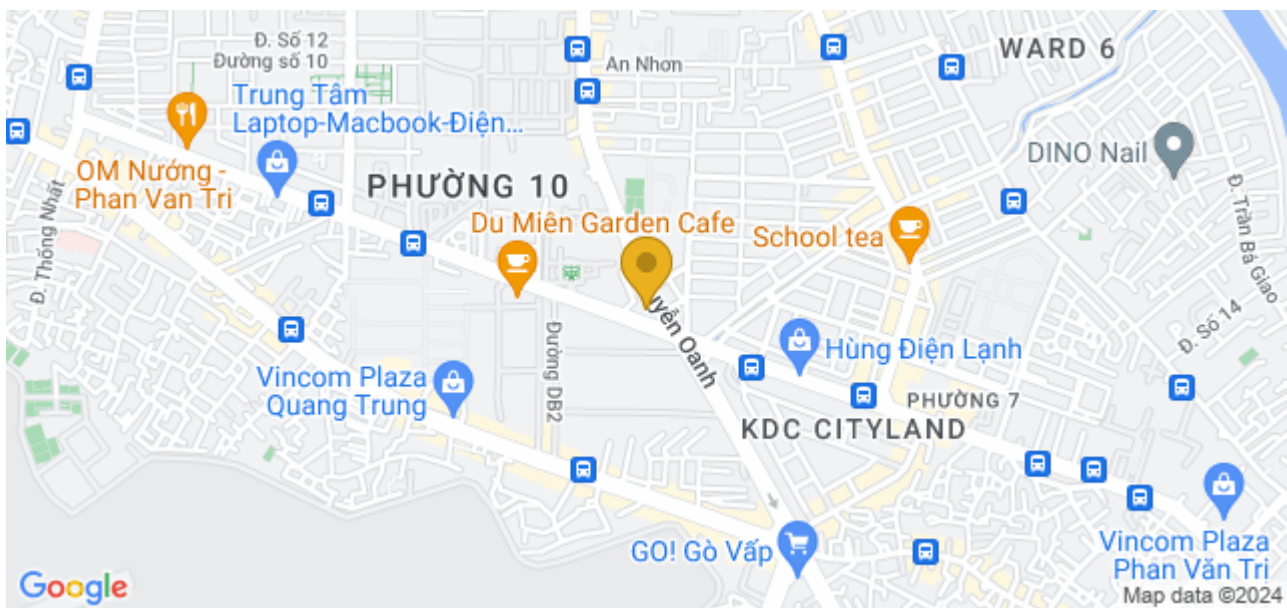 Đ. Số 12
Đường số 10
An Nhơn
WARD 6
Trung Tâm
Laptop-Macbook-Điện...
DINO Nail
OM Nướng -
Phan Van Tri
PHƯỜNG 10
Du Miên Garden Cafe
School tea
Đ. Thống Nhất
Đ. Trần Bá Giao
uyễn Oanh
Đ. Số 14
Đường DB2
Hùng Điện Lạnh
Vincom Plaza
Quang Trung
PHƯỜNG 7
KDC CITYLAND
GO! Gò Vấp
Vincom Plaza
Phan Văn Trị
Google
Map data ©2024